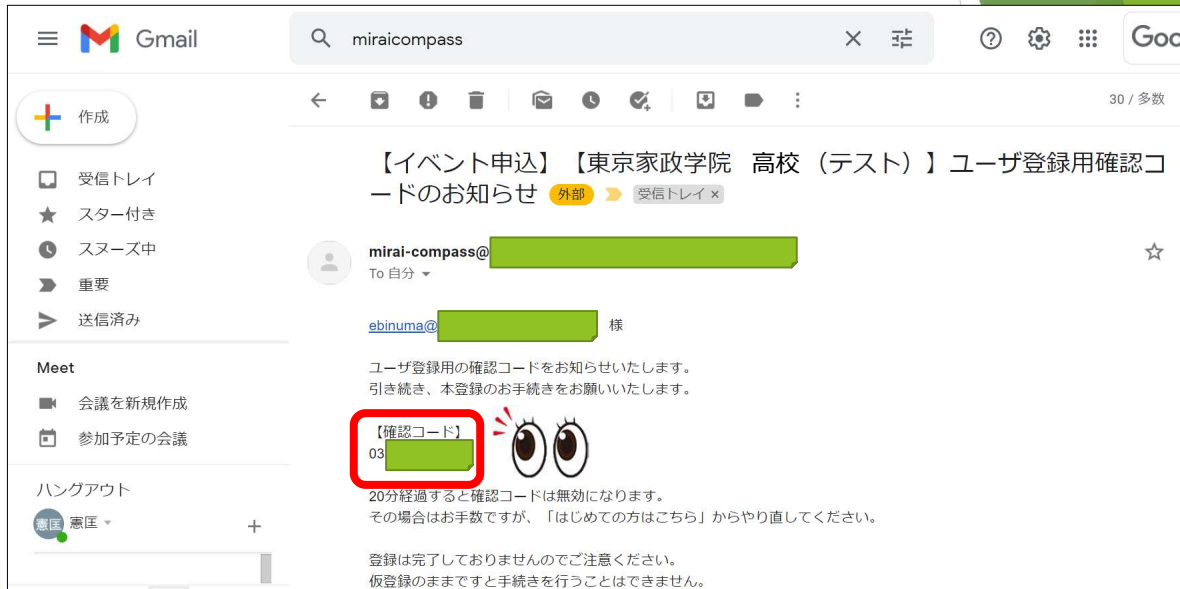 Gmail
miraicompass
Goo
作成
30 / 多数
受信トレイ
スター付き
スヌーズ中
重要
送信済み
Meet
会議を新規作成
参加予定の会議
ハングアウト
憲匡 憲匡
【イベント申込】【東京家政学院 高校（テスト）】ユーザ登録用確認コ
ードのお知らせ 外部 受信トレイ ×
mirai-compass@
To 自分
ebinuma@ 様
ユーザ登録用の確認コードをお知らせいたします。
引き続き、本登録のお手続きをお願いいたします。
【確認コード】
03
20分経過すると確認コードは無効になります。
その場合はお手数ですが、「はじめての方はこちら」からやり直してください。
登録は完了しておりませんのでご注意ください。
仮登録のままですと手続きを行うことはできません。